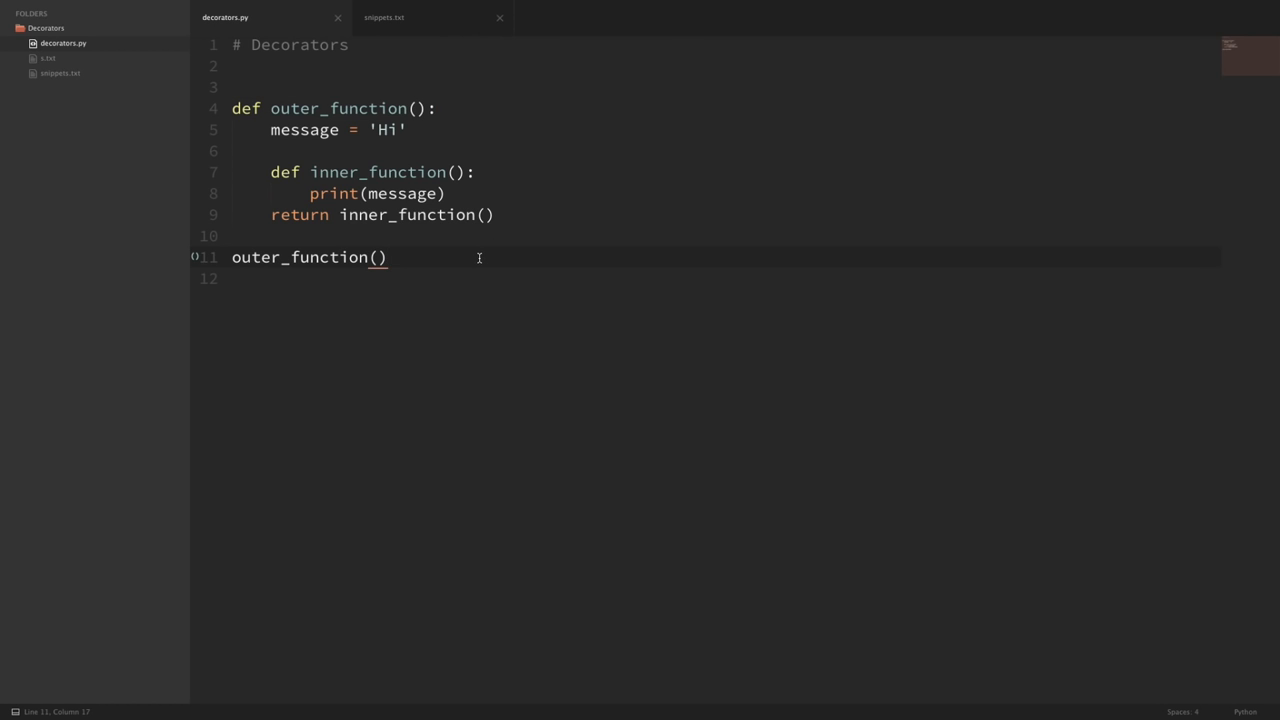 FOLDERS
Decorators
decorators.py
s.txt
snippets.txt
decorators.py
snippets.txt
1 # Decorators
2
3
4 def outer_function():
5     message = 'Hi'
6
7     def inner_function():
8         print(message)
9     return inner_function()
10
11 outer_function()
12
Line 11, Column 17
Spaces: 4
Python